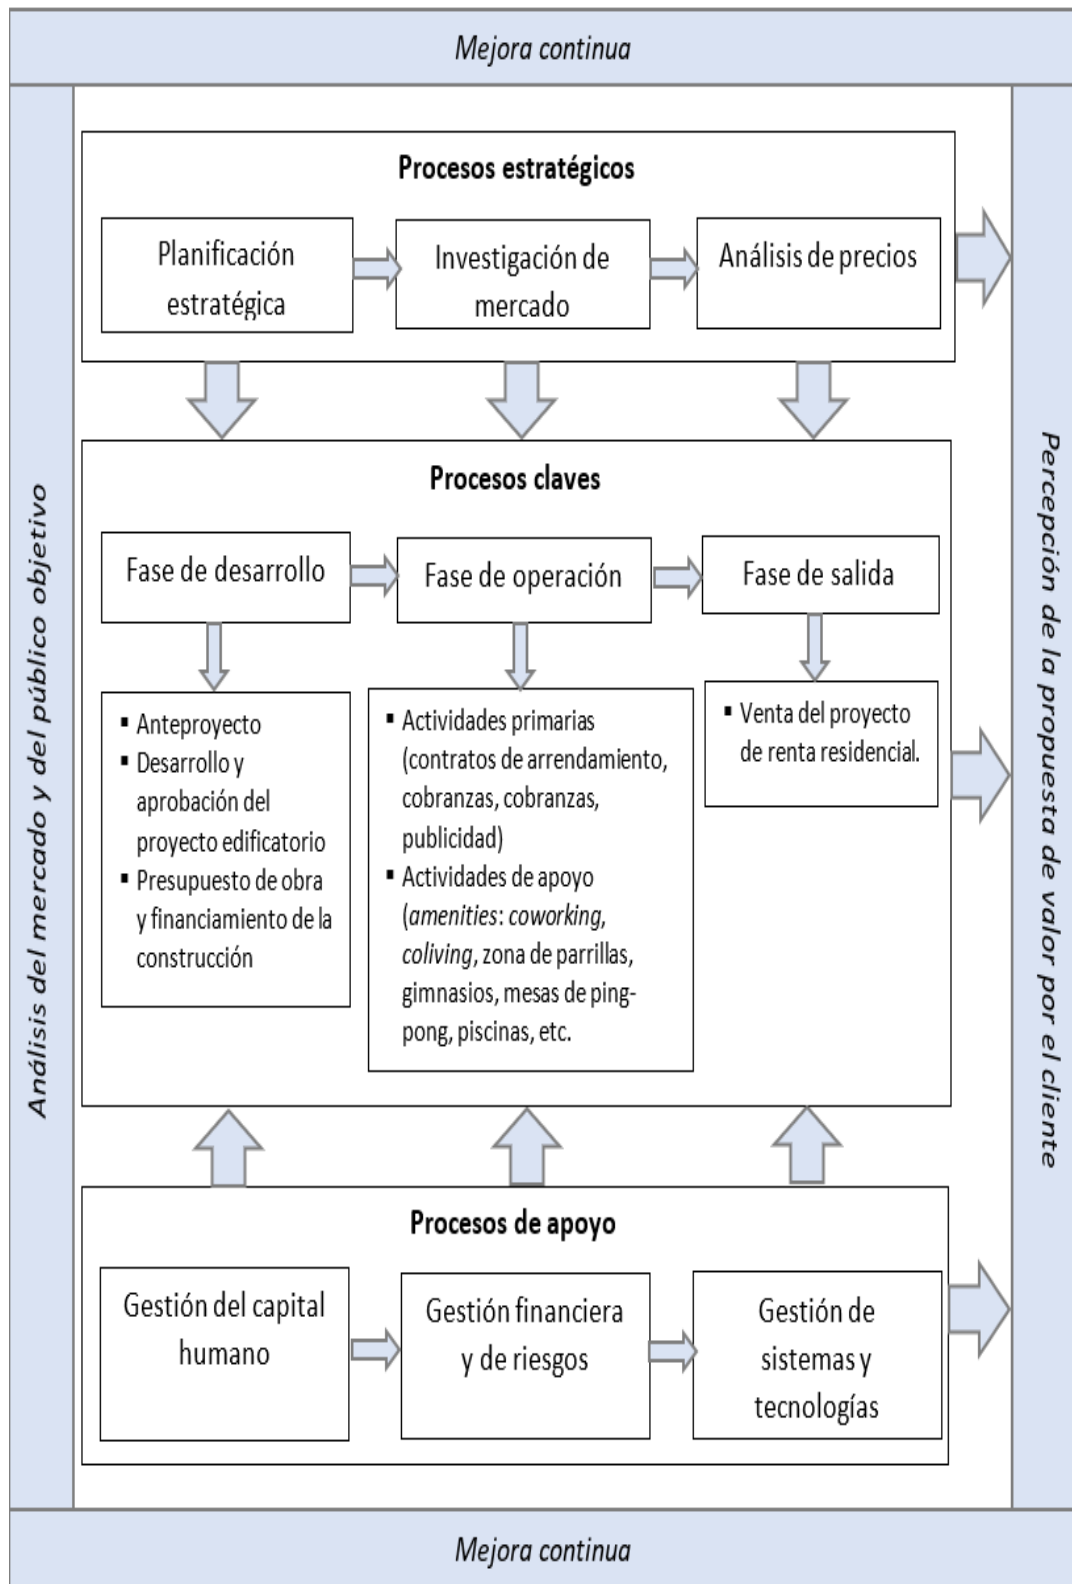 Mejora continua
Análisis del mercado y del público objetivo
Procesos estratégicos
Planificación
estratégica
Investigación de
mercado
Análisis de precios
Procesos claves
Fase de desarrollo
Fase de operación
Fase de salida
▪ Anteproyecto
▪ Desarrollo y
aprobación del
proyecto edificatorio
▪ Presupuesto de obra
y financiamiento de la
construcción
▪ Actividades primarias
(contratos de arrendamiento,
cobranzas, cobranzas,
publicidad)
▪ Actividades de apoyo
(amenities: coworking,
coliving, zona de parrillas,
gimnasios, mesas de ping-
pong, piscinas, etc.
▪ Venta del proyecto
de renta residencial.
Procesos de apoyo
Gestión del capital
humano
Gestión financiera
y de riesgos
Gestión de
sistemas y
tecnologías
Percepción de la propuesta de valor por el cliente
Mejora continua